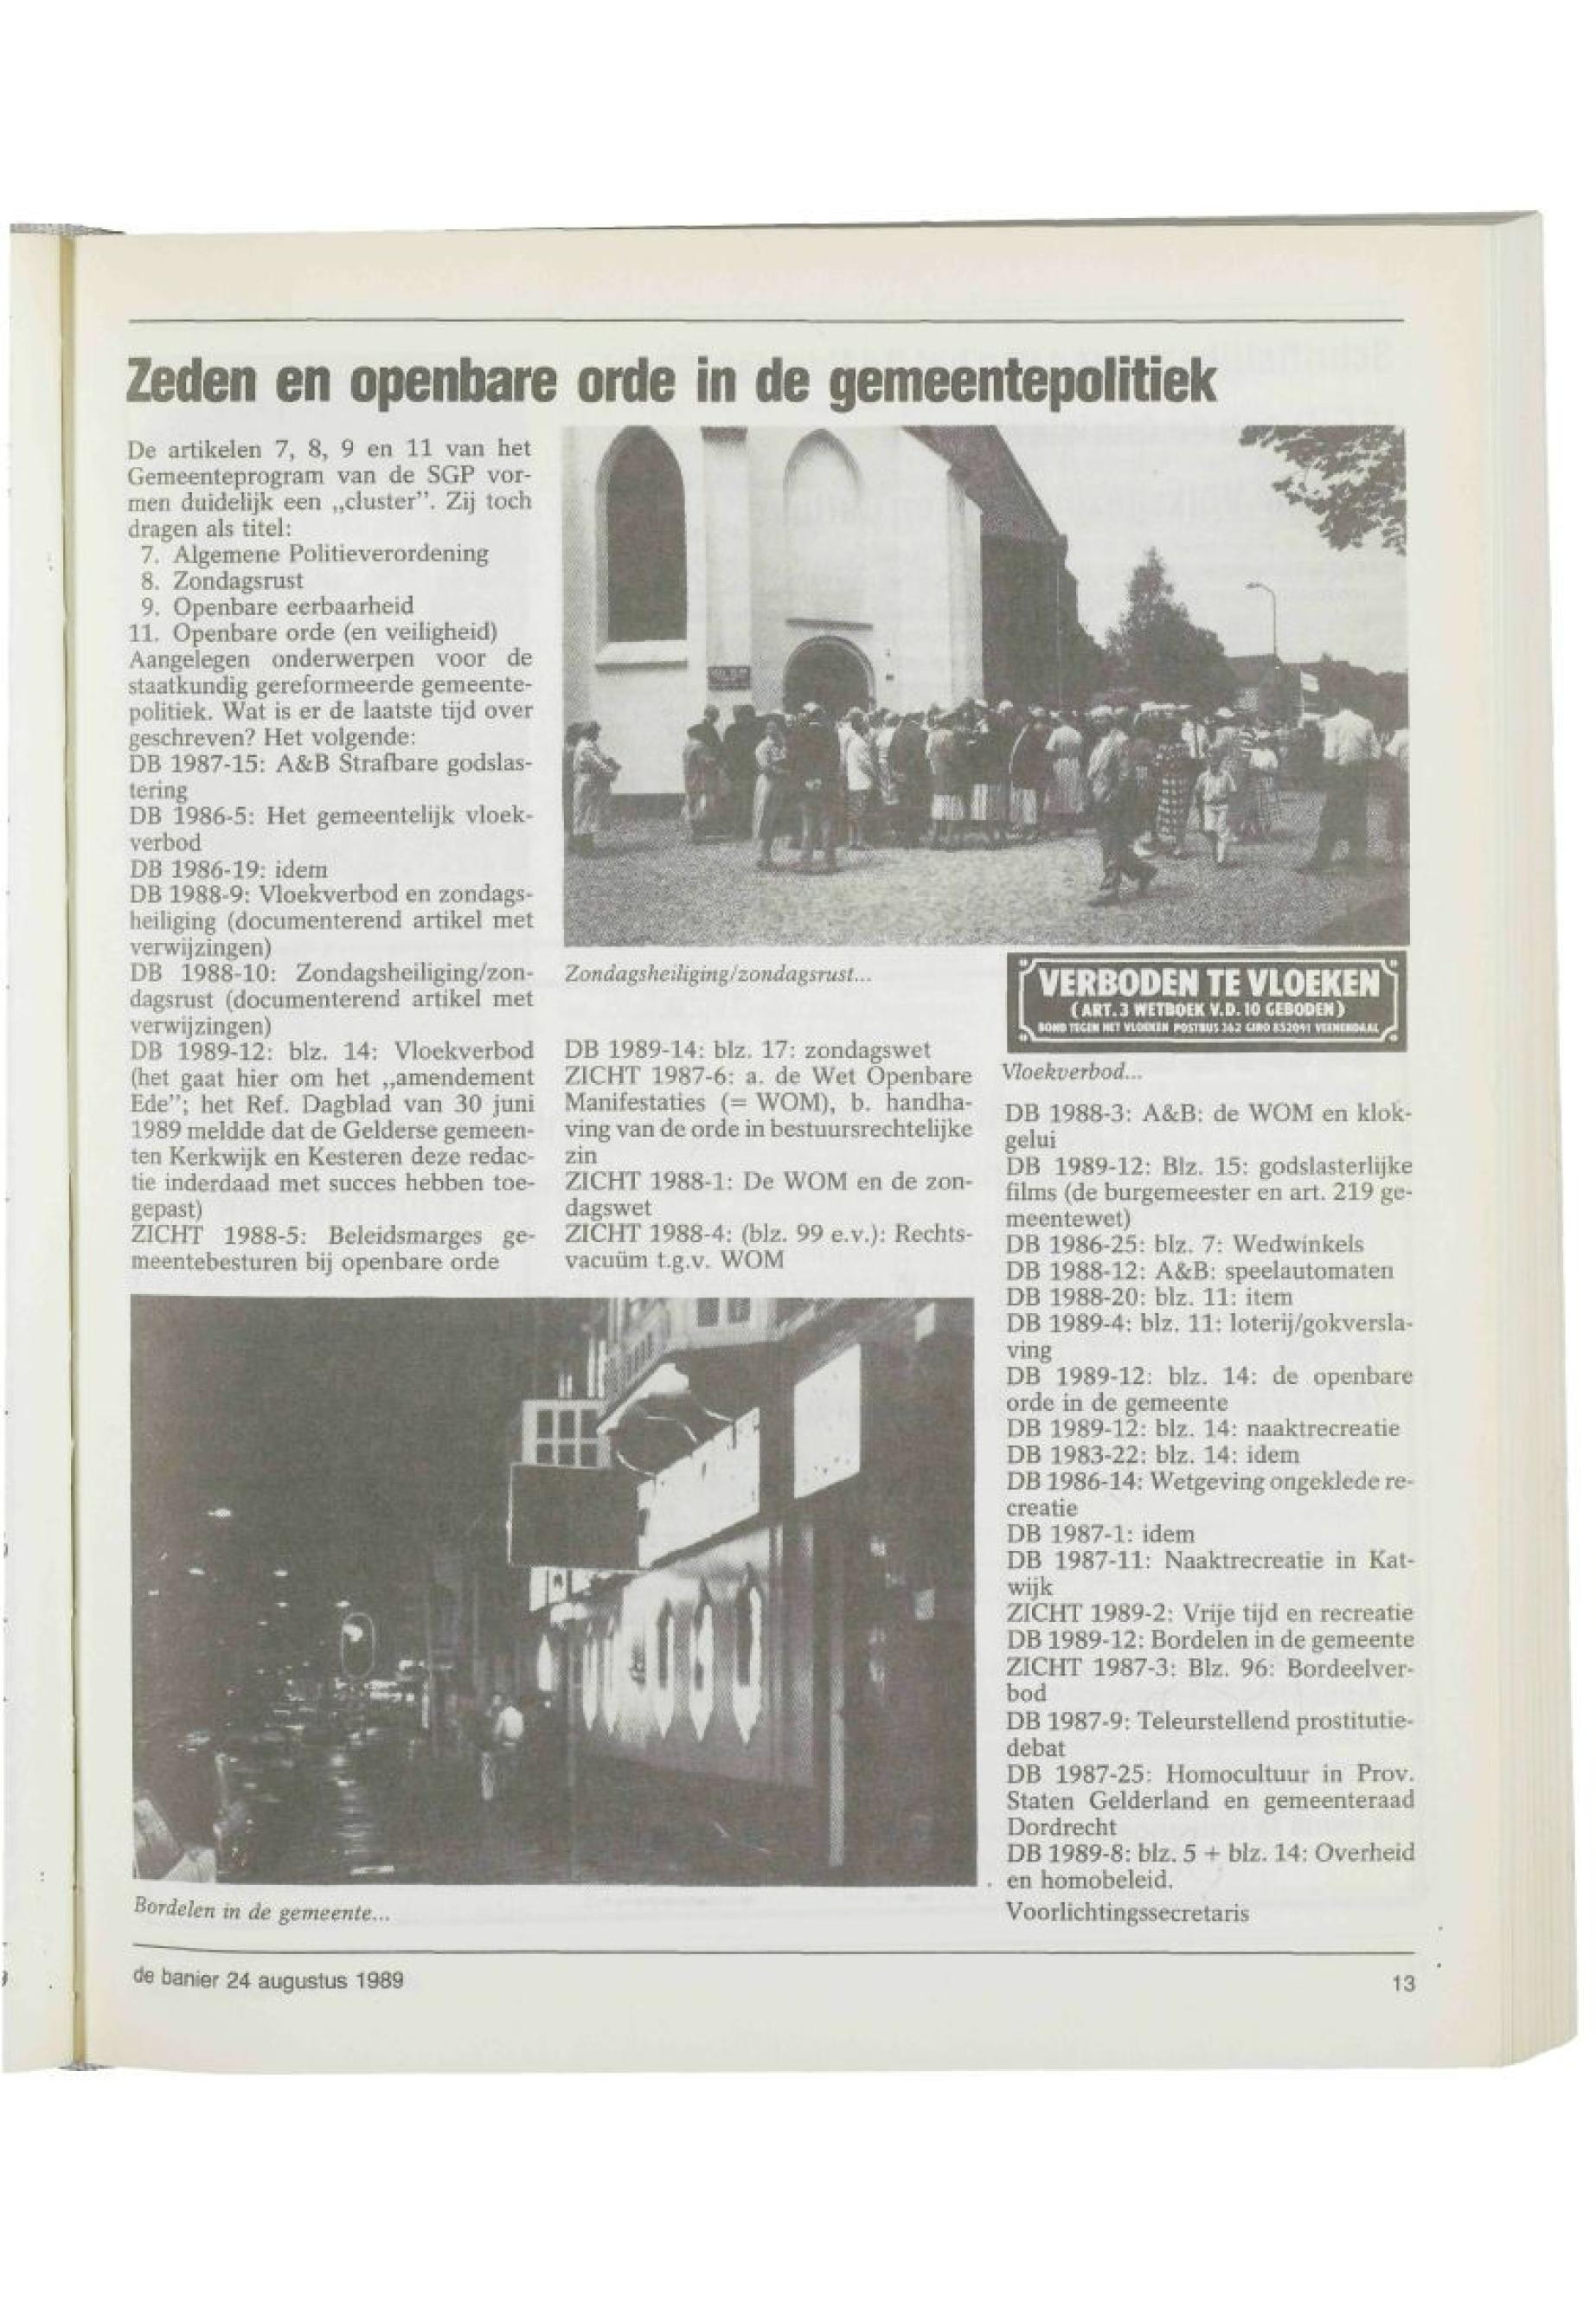 Zeden en openbare orde in de gemeentepolitiek
De artikelen 7, 8, 9 en 11 van het
Gemeenteprogram van de SGP vor-
men duidelijk een „cluster”. Zij toch
dragen als titel:
7. Algemene Politieverordening
8. Zondagsrust
9. Openbare eerbaarheid
11. Openbare orde (en veiligheid)
Aangelegen onderwerpen voor de
staatkundig gereformeerde gemeente-
politiek. Wat is er de laatste tijd over
geschreven? Het volgende:
DB 1987-15: A&B Strafbare godslas-
tering
DB 1986-5: Het gemeentelijk vloek-
verbod
DB 1986-19: idem
DB 1988-9: Vloekverbod en zondags-
heiliging (documenterend artikel met
verwijzingen)
DB 1988-10: Zondagsheiliging/zon-
dagsrust (documenterend artikel met
verwijzingen)
DB 1989-12: blz. 14: Vloekverbod
(het gaat hier om het „amendement
Ede”; het Ref. Dagblad van 30 juni
1989 meldde dat de Gelderse gemeen-
ten Kerkwijk en Kesteren deze redac-
tie inderdaad met succes hebben toe-
gepast)
ZICHT 1988-5: Beleidsmarges ge-
meentebesturen bij openbare orde
Zondagsheiliging/zondagsrust...
DB 1989-14: blz. 17: zondagswet
ZICHT 1987-6: a. de Wet Openbare
Manifestaties (= WOM), b. handha-
ving van de orde in bestuursrechtelijke
zin
ZICHT 1988-1: De WOM en de zon-
dagswet
ZICHT 1988-4: (blz. 99 e.v.): Rechts-
vacuüm t.g.v. WOM
"VERBODEN TE VLOEKEN"
(ART. 3 WETBOEK V.D. 10 GEBODEN)
BOND TEGEN HET VLOEKEN POSTBUS 362 GIRO 852091 VEENENDAAL
Vloekverbod...
DB 1988-3: A&B: de WOM en klok-
gelui
DB 1989-12: Blz. 15: godslasterlijke
films (de burgemeester en art. 219 ge-
meentewet)
DB 1986-25: blz. 7: Wedwinkels
DB 1988-12: A&B: speelautomaten
DB 1988-20: blz. 11: item
DB 1989-4: blz. 11: loterij/gokversla-
ving
DB 1989-12: blz. 14: de openbare
orde in de gemeente
DB 1989-12: blz. 14: naaktrecreatie
DB 1983-22: blz. 14: idem
DB 1986-14: Wetgeving ongeklede re-
creatie
DB 1987-1: idem
DB 1987-11: Naaktrecreatie in Kat-
wijk
ZICHT 1989-2: Vrije tijd en recreatie
DB 1989-12: Bordelen in de gemeente
ZICHT 1987-3: Blz. 96: Bordeelver-
bod
DB 1987-9: Teleurstellend prostitutie-
debat
DB 1987-25: Homocultuur in Prov.
Staten Gelderland en gemeenteraad
Dordrecht
DB 1989-8: blz. 5 + blz. 14: Overheid
en homobeleid.
Voorlichtingssecretaris
Bordelen in de gemeente...
de banier 24 augustus 1989
13